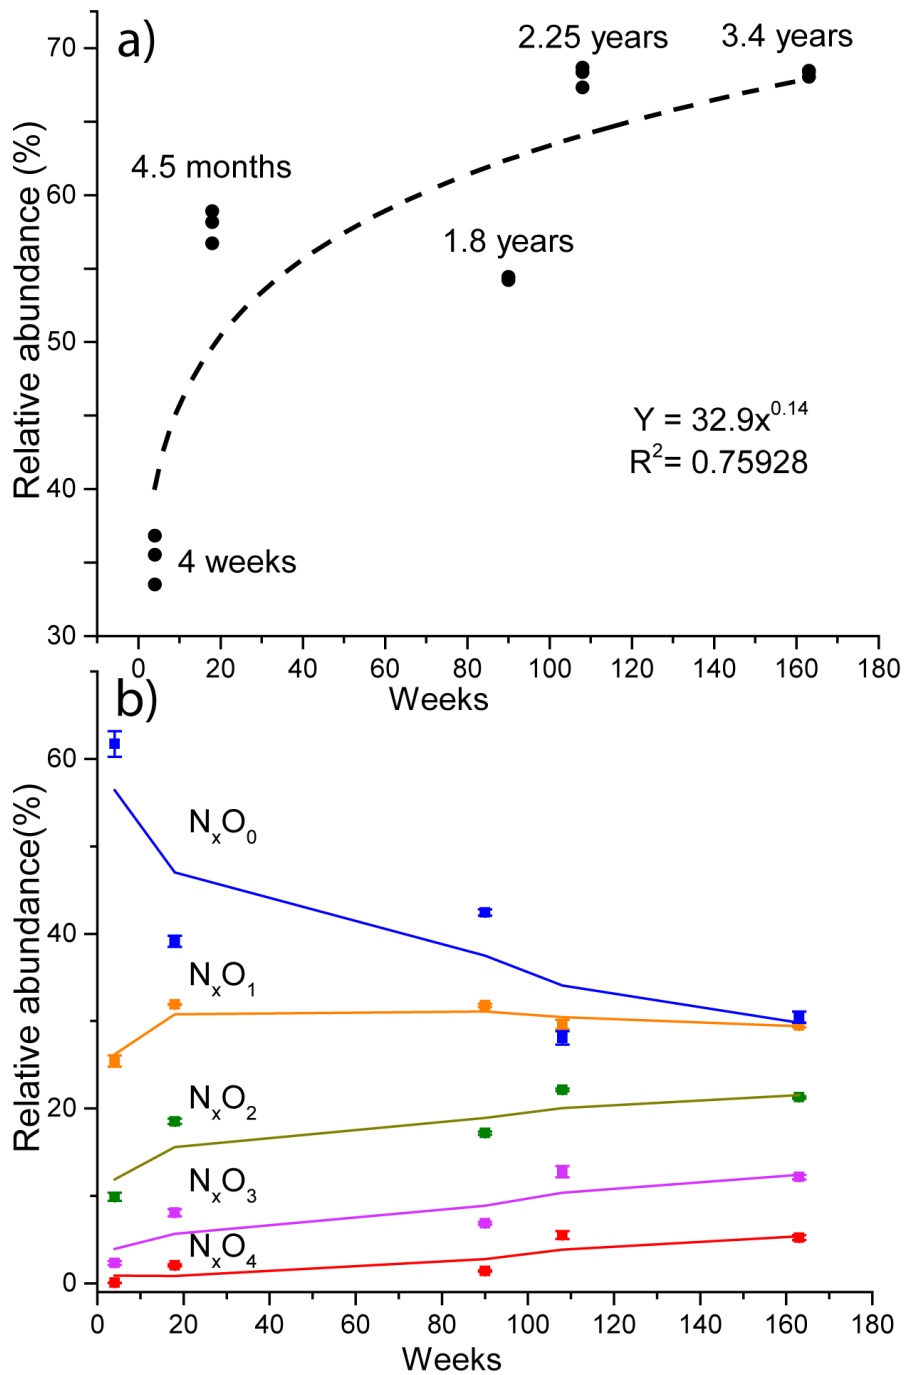 a)
2.25 years 3.4 years
4.5 months
1.8 years
4 weeks
Y = 32.9x^0.14
R^2= 0.75928
Relative abundance (%)
70
60
50
40
30
0 20 40 60 80 100 120 140 160 180
Weeks
b)
NxO0
NxO1
NxO2
NxO3
NxO4
Relative abundance(%)
60
40
20
0
0 20 40 60 80 100 120 140 160 180
Weeks